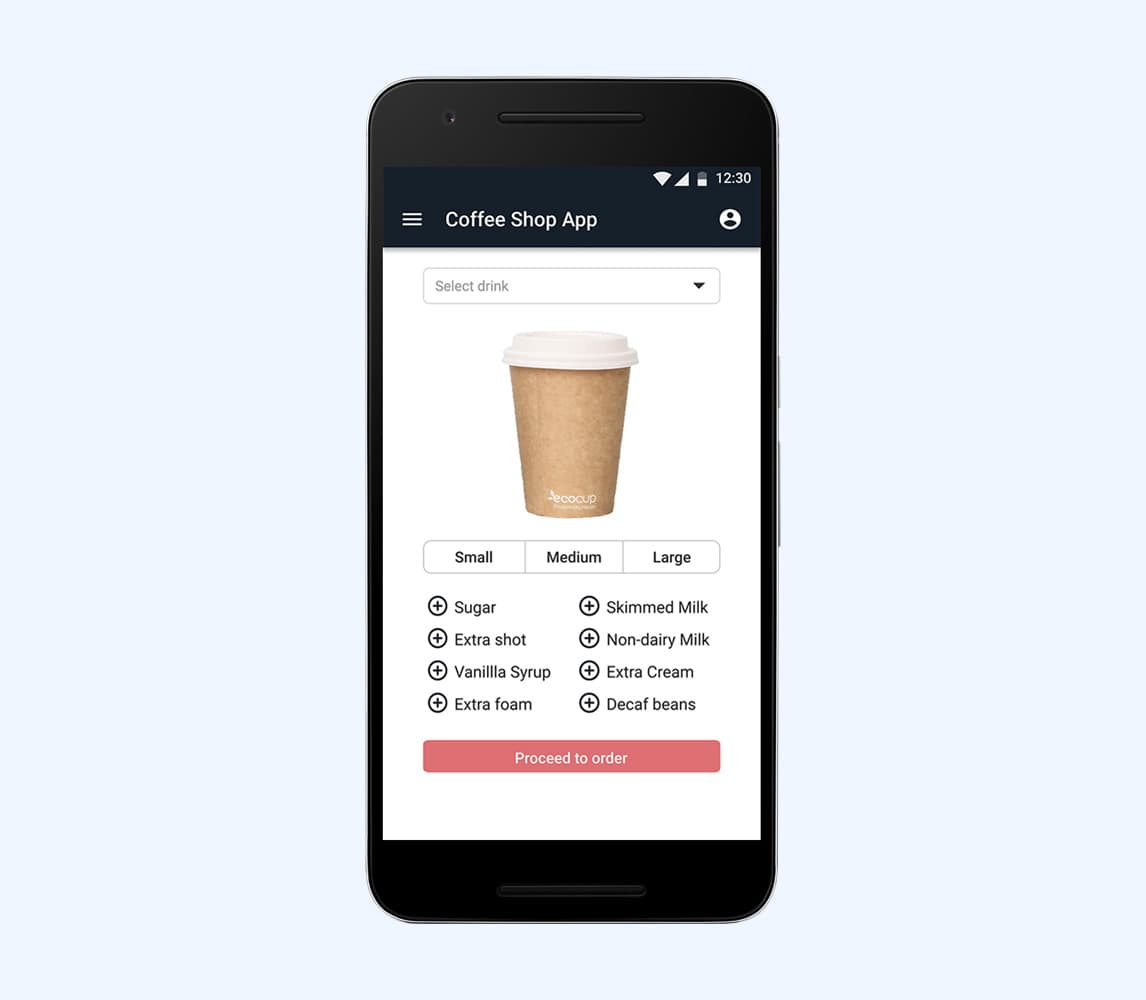 12:30
Coffee Shop App
Select drink
ecocup
Small Medium Large
Sugar Skimmed Milk
Extra shot Non-dairy Milk
Vanillla Syrup Extra Cream
Extra foam Decaf beans
Proceed to order